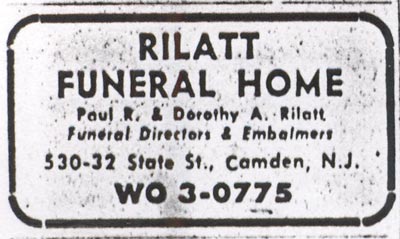 RILATT
FUNERAL HOME
Paul R. & Dorothy A. Rilatt
Funeral Directors & Embalmers
530-32 State St., Camden, N.J.
WO 3-0775